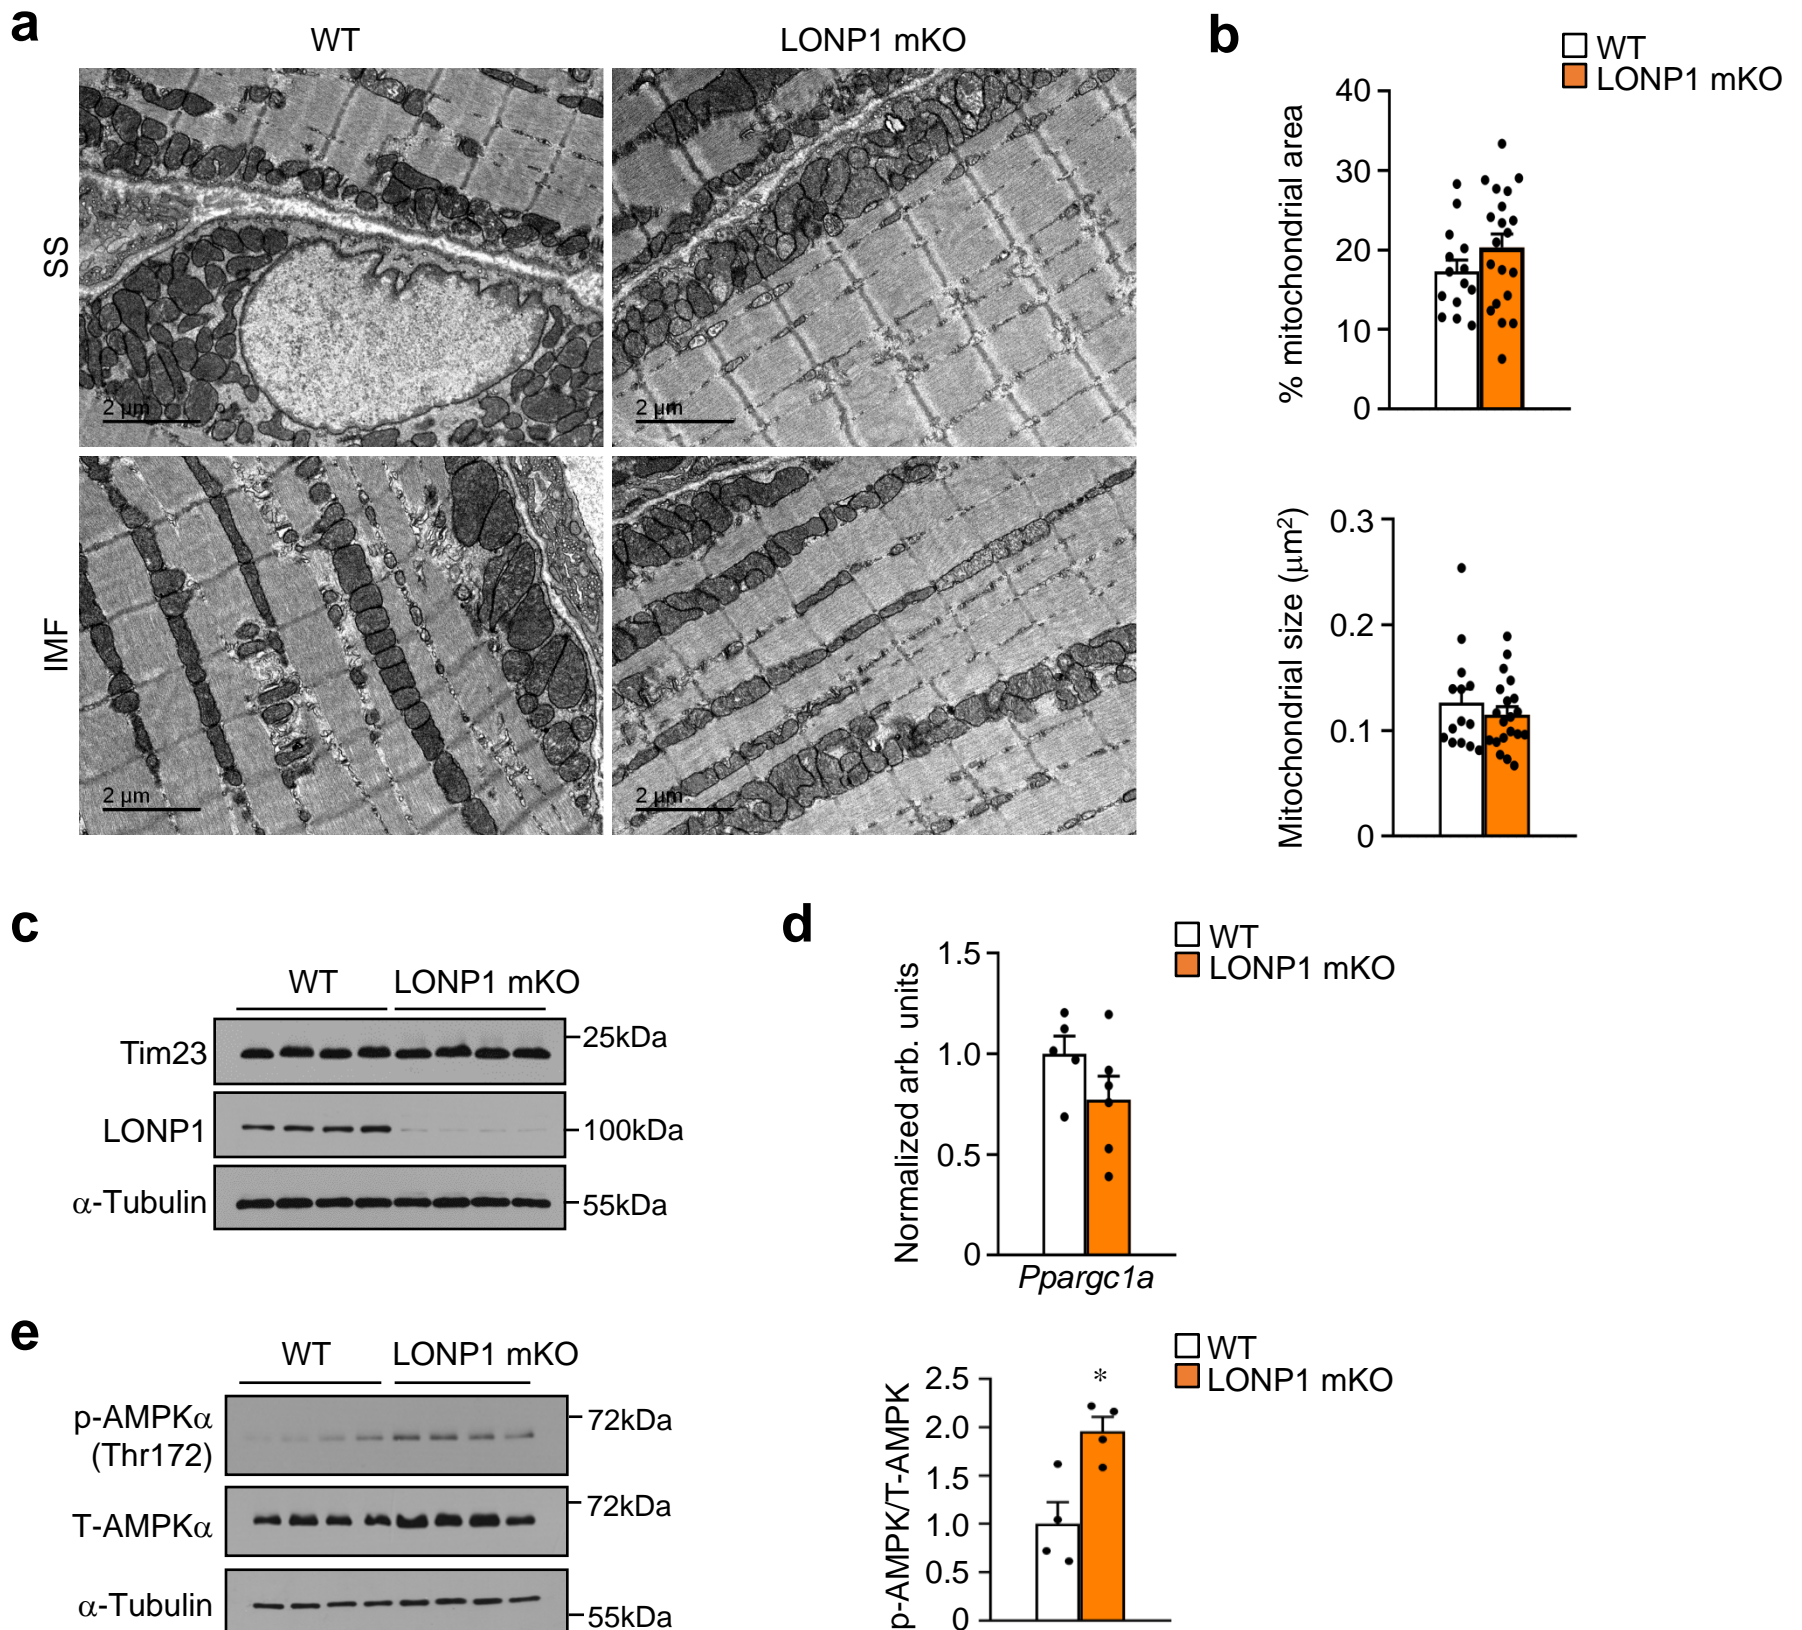 a
WT
LONP1 mKO
SS
2 µm
2 µm
IMF
2 µm
2 µm
b
WT
LONP1 mKO
% mitochondrial area
40
30
20
10
0
Mitochondrial size (µm²)
0.3
0.2
0.1
0
c
WT
LONP1 mKO
Tim23
25kDa
LONP1
100kDa
α-Tubulin
55kDa
d
WT
LONP1 mKO
Normalized arb. units
1.5
1.0
0.5
0
Ppargc1a
e
WT
LONP1 mKO
p-AMPKα
(Thr172)
72kDa
T-AMPKα
72kDa
α-Tubulin
55kDa
WT
LONP1 mKO
p-AMPK/T-AMPK
2.5
2.0
1.5
1.0
0.5
0
*